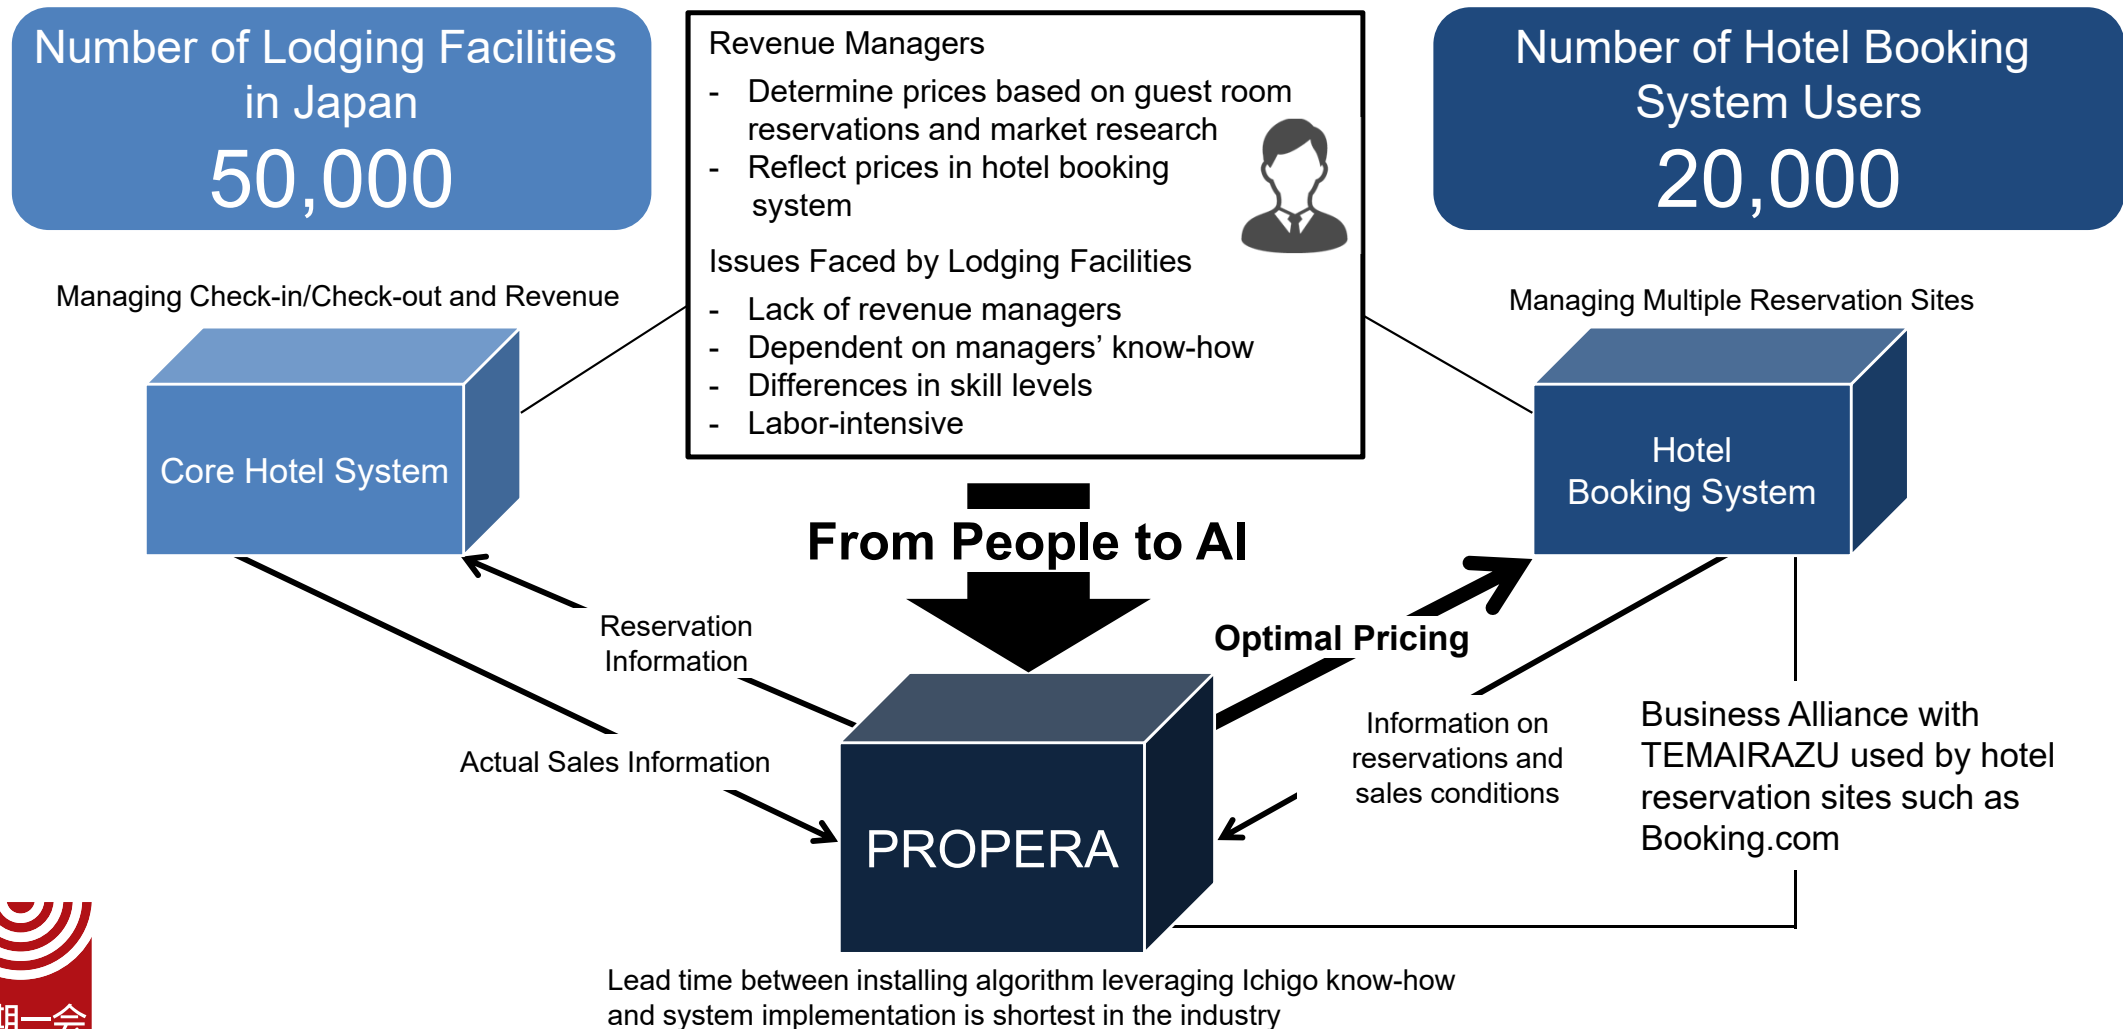 Number of Lodging Facilities
in Japan
50,000
Revenue Managers
- Determine prices based on guest room
reservations and market research
- Reflect prices in hotel booking
system
Issues Faced by Lodging Facilities
- Lack of revenue managers
- Dependent on managers’ know-how
- Differences in skill levels
- Labor-intensive
Number of Hotel Booking
System Users
20,000
Managing Check-in/Check-out and Revenue
Managing Multiple Reservation Sites
Core Hotel System
Hotel
Booking System
From People to AI
Reservation
Information
Optimal Pricing
Actual Sales Information
Information on
reservations and
sales conditions
Business Alliance with
TEMAIRAZU used by hotel
reservation sites such as
Booking.com
PROPERA
Lead time between installing algorithm leveraging Ichigo know-how
and system implementation is shortest in the industry
期一会